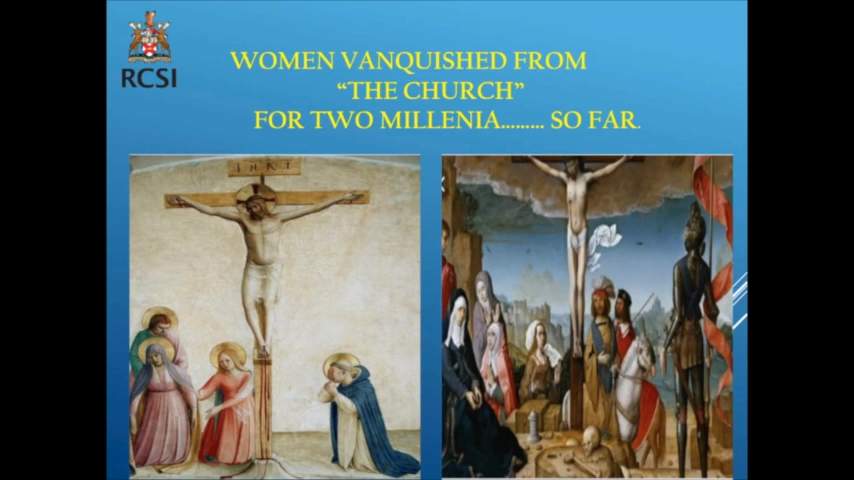 RCSI
WOMEN VANQUISHED FROM
“THE CHURCH”
FOR TWO MILLENIA......... SO FAR.
INRI